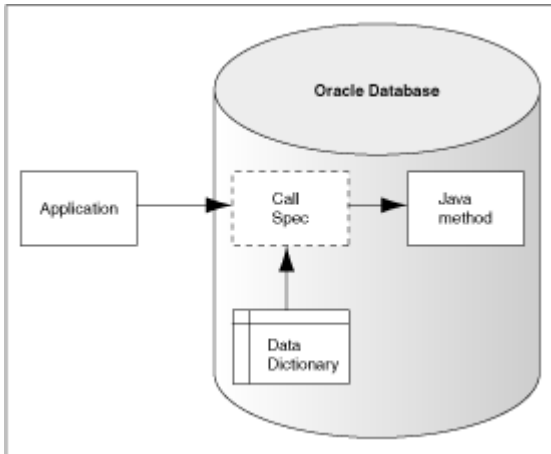 Oracle Database
Application
Call
Spec
Java
method
Data
Dictionary